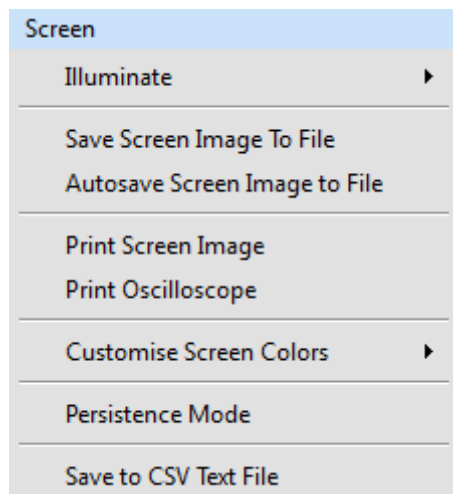 Screen
Illuminate
Save Screen Image To File
Autosave Screen Image to File
Print Screen Image
Print Oscilloscope
Customise Screen Colors
Persistence Mode
Save to CSV Text File